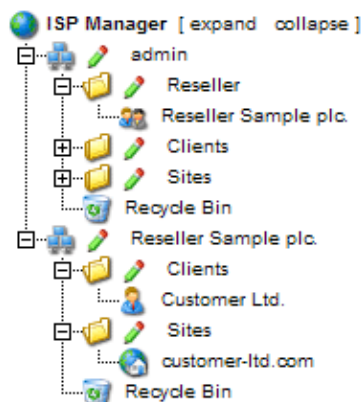 ISP Manager [ expand collapse ]
admin
Reseller
Reseller Sample plc.
Clients
Sites
Recycle Bin
Reseller Sample plc.
Clients
Customer Ltd.
Sites
customer-ltd.com
Recycle Bin